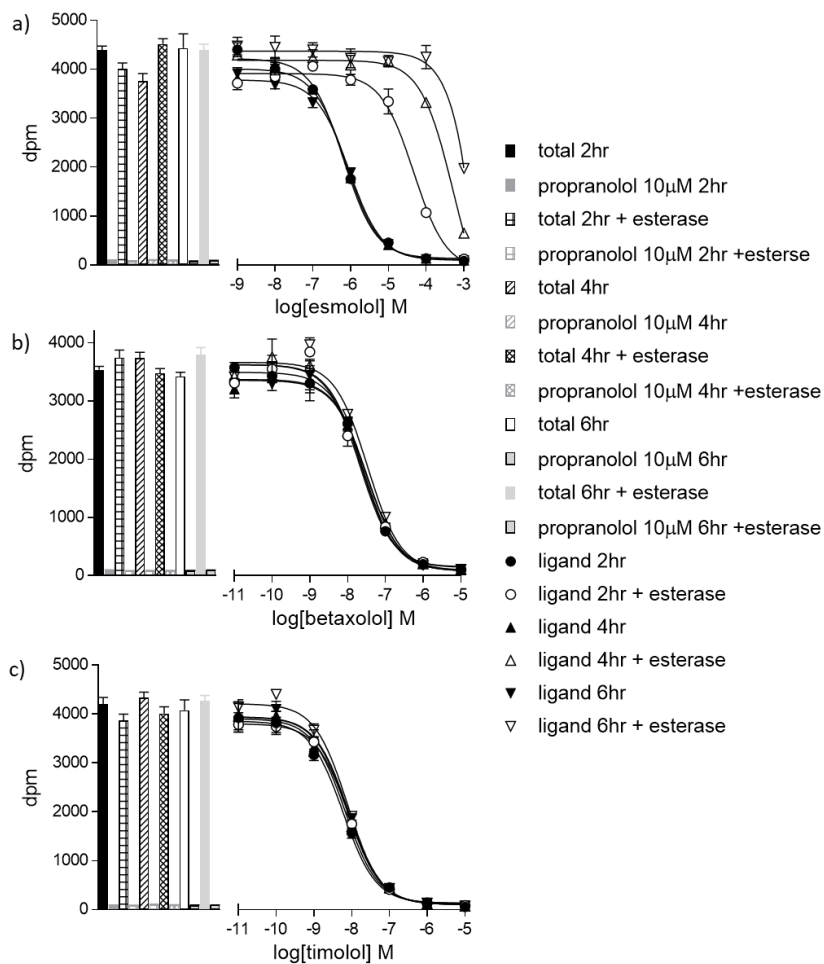 a)
5000
4000
3000
2000
1000
0
dpm
-9 -8 -7 -6 -5 -4 -3
log[esmolol] M
b)
4000
3000
2000
1000
0
dpm
-11 -10 -9 -8 -7 -6 -5
log[betaxolol] M
c)
5000
4000
3000
2000
1000
0
dpm
-11 -10 -9 -8 -7 -6 -5
log[timolol] M
total 2hr
propranolol 10μM 2hr
total 2hr + esterase
propranolol 10μM 2hr +esterse
total 4hr
propranolol 10μM 4hr
total 4hr + esterase
propranolol 10μM 4hr +esterase
total 6hr
propranolol 10μM 6hr
total 6hr + esterase
propranolol 10μM 6hr +esterase
ligand 2hr
ligand 2hr + esterase
ligand 4hr
ligand 4hr + esterase
ligand 6hr
ligand 6hr + esterase